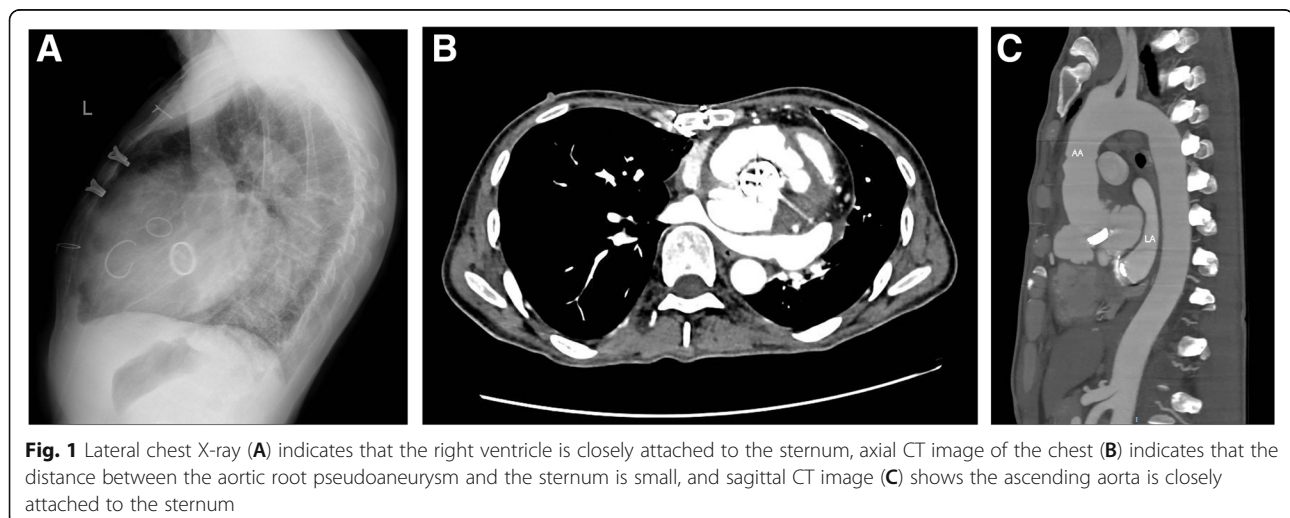 A
B
C
L
AA
LA
Fig. 1 Lateral chest X-ray (A) indicates that the right ventricle is closely attached to the sternum, axial CT image of the chest (B) indicates that the
distance between the aortic root pseudoaneurysm and the sternum is small, and sagittal CT image (C) shows the ascending aorta is closely
attached to the sternum